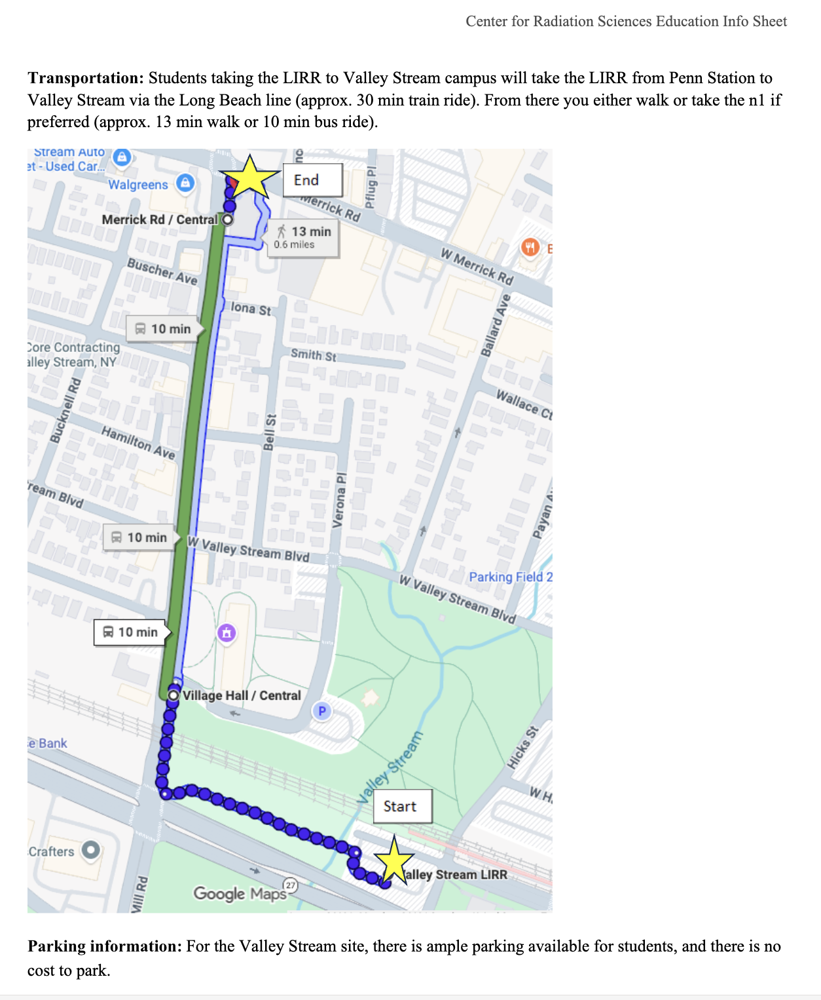 Center for Radiation Sciences Education Info Sheet
Transportation: Students taking the LIRR to Valley Stream campus will take the LIRR from Penn Station to
Valley Stream via the Long Beach line (approx. 30 min train ride). From there you either walk or take the n1 if
preferred (approx. 13 min walk or 10 min bus ride).
Stream Auto
et - Used Car...
Walgreens
End
Pflug Pl
Merrick Rd
Merrick Rd / Central
13 min
0.6 miles
W Merrick Rd
Buscher Ave
Iona St
10 min
Ballard Ave
Core Contracting
alley Stream, NY
Smith St
Bucknell Rd
Wallace Ct
Hamilton Ave
Bell St
Verona Pl
ream Blvd
Payan A
10 min
W Valley Stream Blvd
Parking Field 2
W Valley Stream Blvd
10 min
Village Hall / Central
P
e Bank
Hicks St
Valley Stream
W H
Start
Crafters
alley Stream LIRR
Mill Rd
27
Google Maps
Parking information: For the Valley Stream site, there is ample parking available for students, and there is no
cost to park.